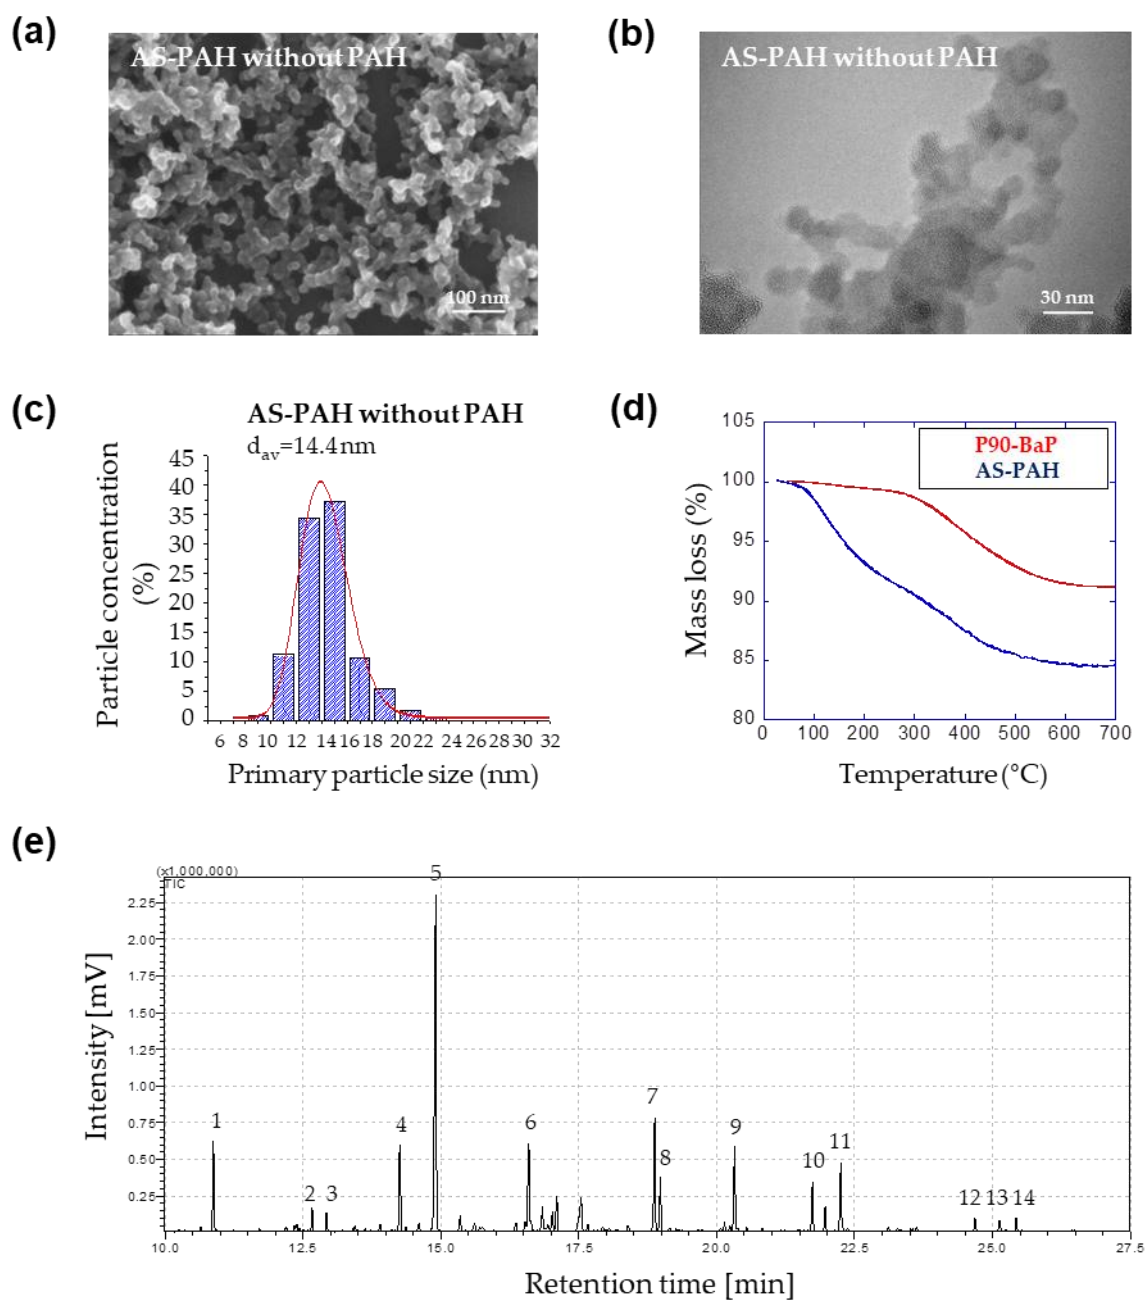 (a)
AS-PAH without PAH
100 nm
(b)
AS-PAH without PAH
30 nm
(c)
AS-PAH without PAH
dav=14.4 nm
Particle concentration
(%)
45
40
35
30
25
20
15
10
5
0
6 8 10 12 14 16 18 20 22 24 26 28 30 32
Primary particle size (nm)
(d)
P90-BaP
AS-PAH
Mass loss (%)
105
100
95
90
85
80
0 100 200 300 400 500 600 700
Temperature (°C)
(e)
(x1,000,000)
TIC
Intensity [mV]
2.25
2.00
1.75
1.50
1.25
1.00
0.75
0.50
0.25
1 2 3 4 5 6 7 8 9 10 11 12 13 14
10.0 12.5 15.0 17.5 20.0 22.5 25.0 27.5
Retention time [min]